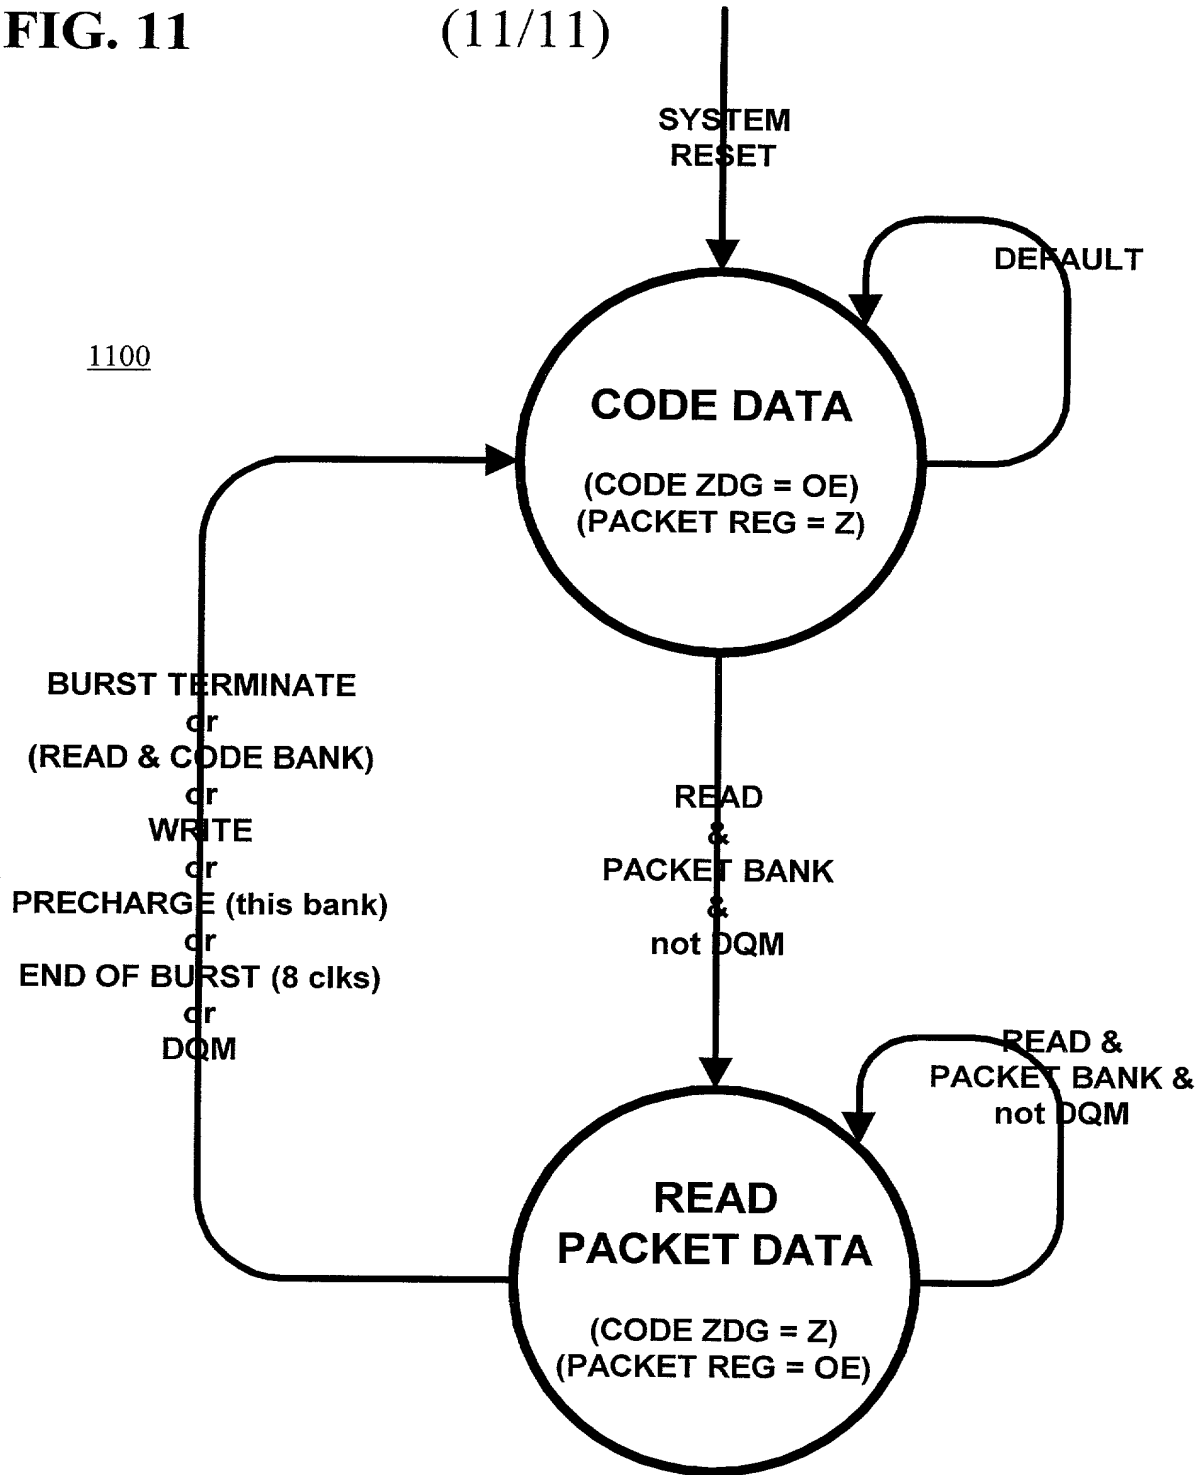 FIG. 11
(11/11)
SYSTEM
RESET
DEFAULT
1100
CODE DATA
(CODE ZDG = OE)
(PACKET REG = Z)
BURST TERMINATE
or
(READ & CODE BANK)
or
WRITE
or
PRECHARGE (this bank)
or
END OF BURST (8 clks)
or
DQM
READ
&
PACKET BANK
&
not DQM
READ &
PACKET BANK &
not DQM
READ
PACKET DATA
(CODE ZDG = Z)
(PACKET REG = OE)